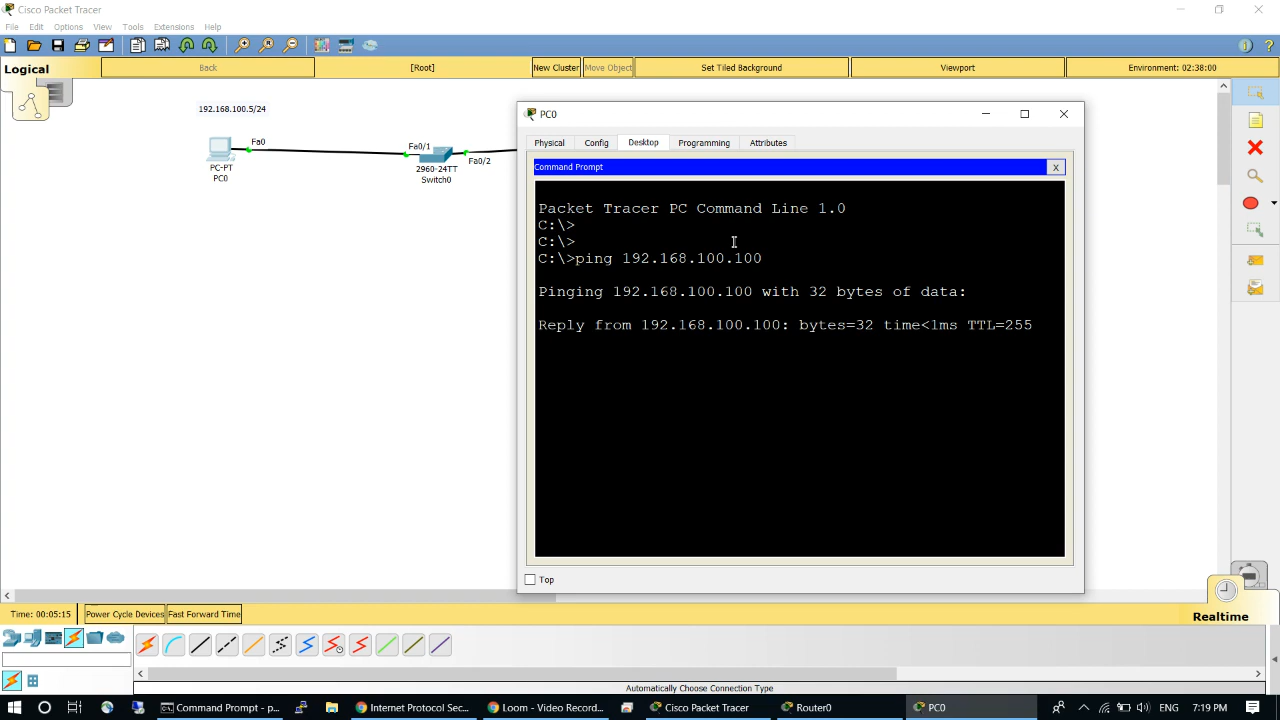 Cisco Packet Tracer
File Edit Options View Tools Extensions Help
Logical Back [Root] New Cluster Move Object Set Tiled Background Viewport Environment: 02:38:00
192.168.100.5/24
Fa0
PC-PT
PC0
Fa0/1
Fa0/2
2960-24TT
Switch0
PC0
Physical Config Desktop Programming Attributes
Command Prompt X
Packet Tracer PC Command Line 1.0
C:\>
C:\>
C:\>ping 192.168.100.100
Pinging 192.168.100.100 with 32 bytes of data:
Reply from 192.168.100.100: bytes=32 time<1ms TTL=255
Top
Time: 00:05:15 Power Cycle Devices Fast Forward Time
Realtime
Automatically Choose Connection Type
Command Prompt - p... Internet Protocol Sec... Loom - Video Record... Cisco Packet Tracer Router0 PC0 ENG 7:19 PM